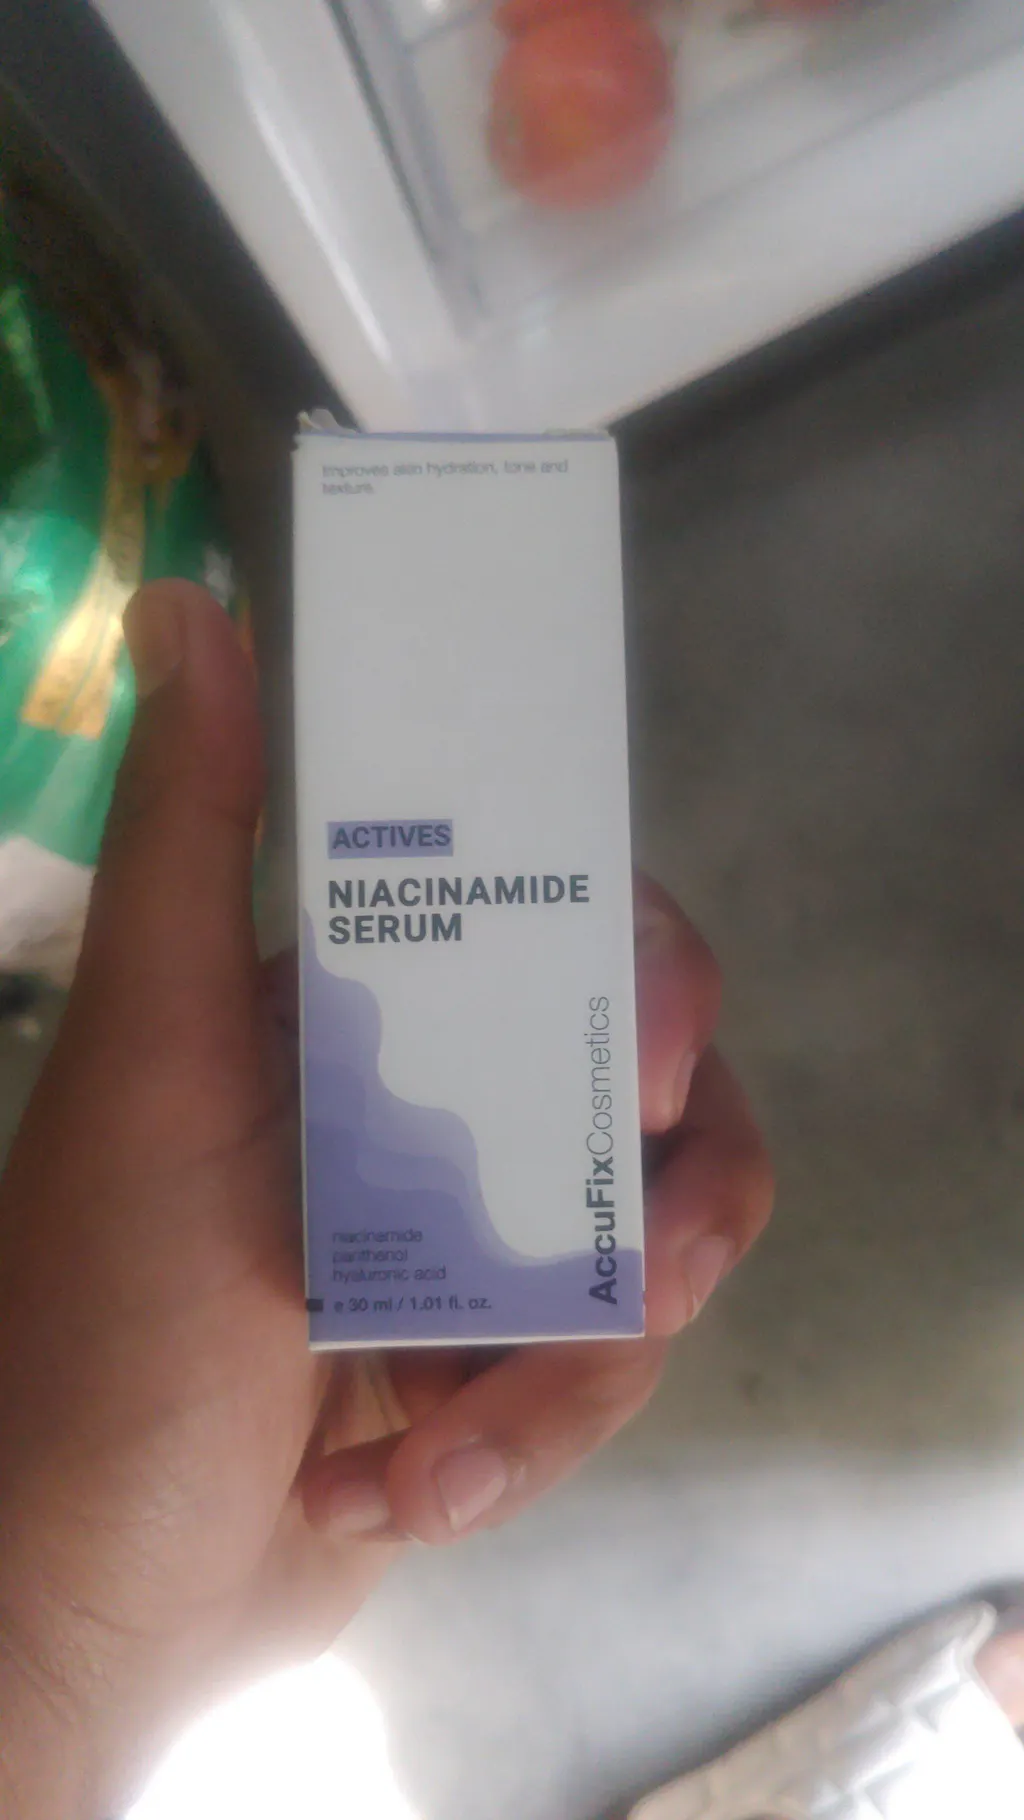 Improves skin hydration, tone and
texture.
ACTIVES
NIACINAMIDE
SERUM
AccuFixCosmetics
niacinamide
panthenol
hyaluronic acid
e 30 ml / 1.01 fl. oz.